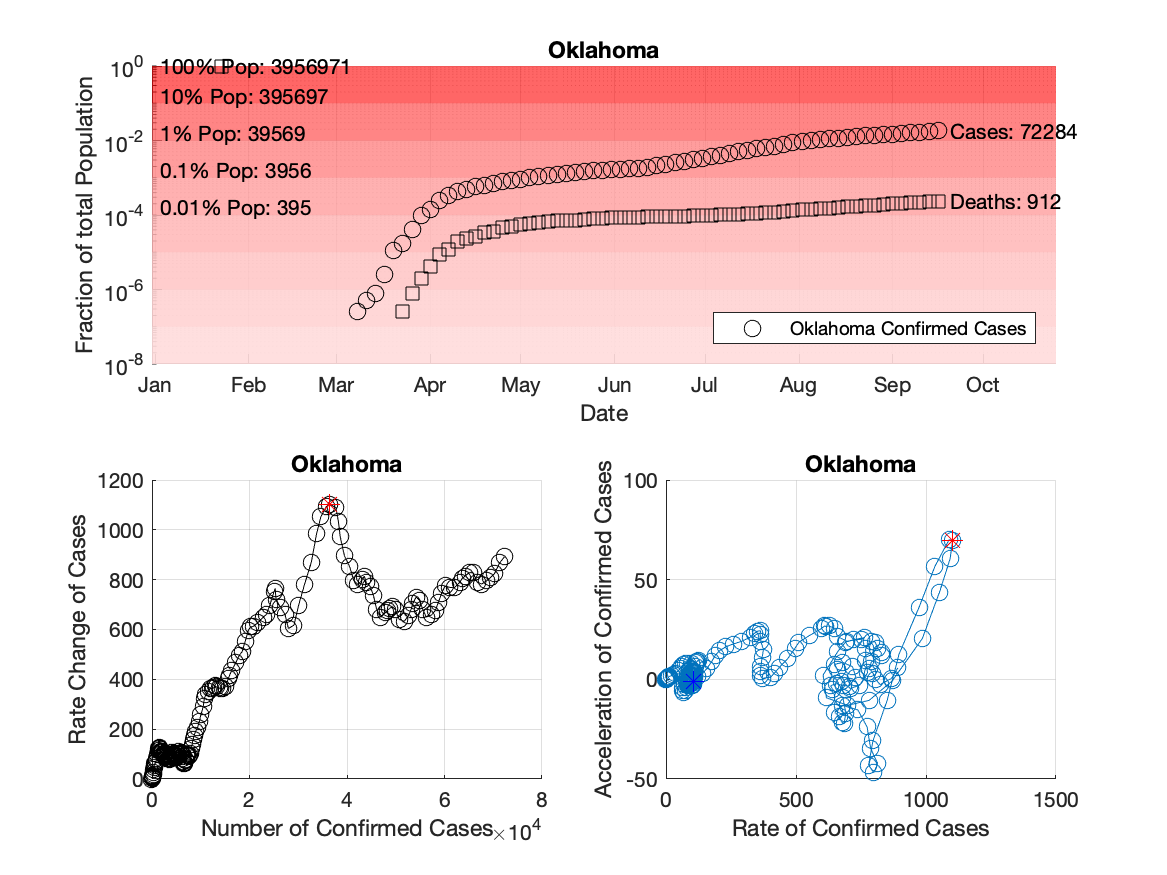 Oklahoma
10^0
10^-2
10^-4
10^-6
10^-8
Fraction of total Population
100% Pop: 3956971
10% Pop: 395697
1% Pop: 39569
0.1% Pop: 3956
0.01% Pop: 395
Cases: 72284
Deaths: 912
Oklahoma Confirmed Cases
Jan Feb Mar Apr May Jun Jul Aug Sep Oct
Date
Oklahoma
1200
1000
800
600
400
200
0
Rate Change of Cases
0 2 4 6 8
Number of Confirmed Cases ×10^4
Oklahoma
100
50
0
-50
Acceleration of Confirmed Cases
0 500 1000 1500
Rate of Confirmed Cases